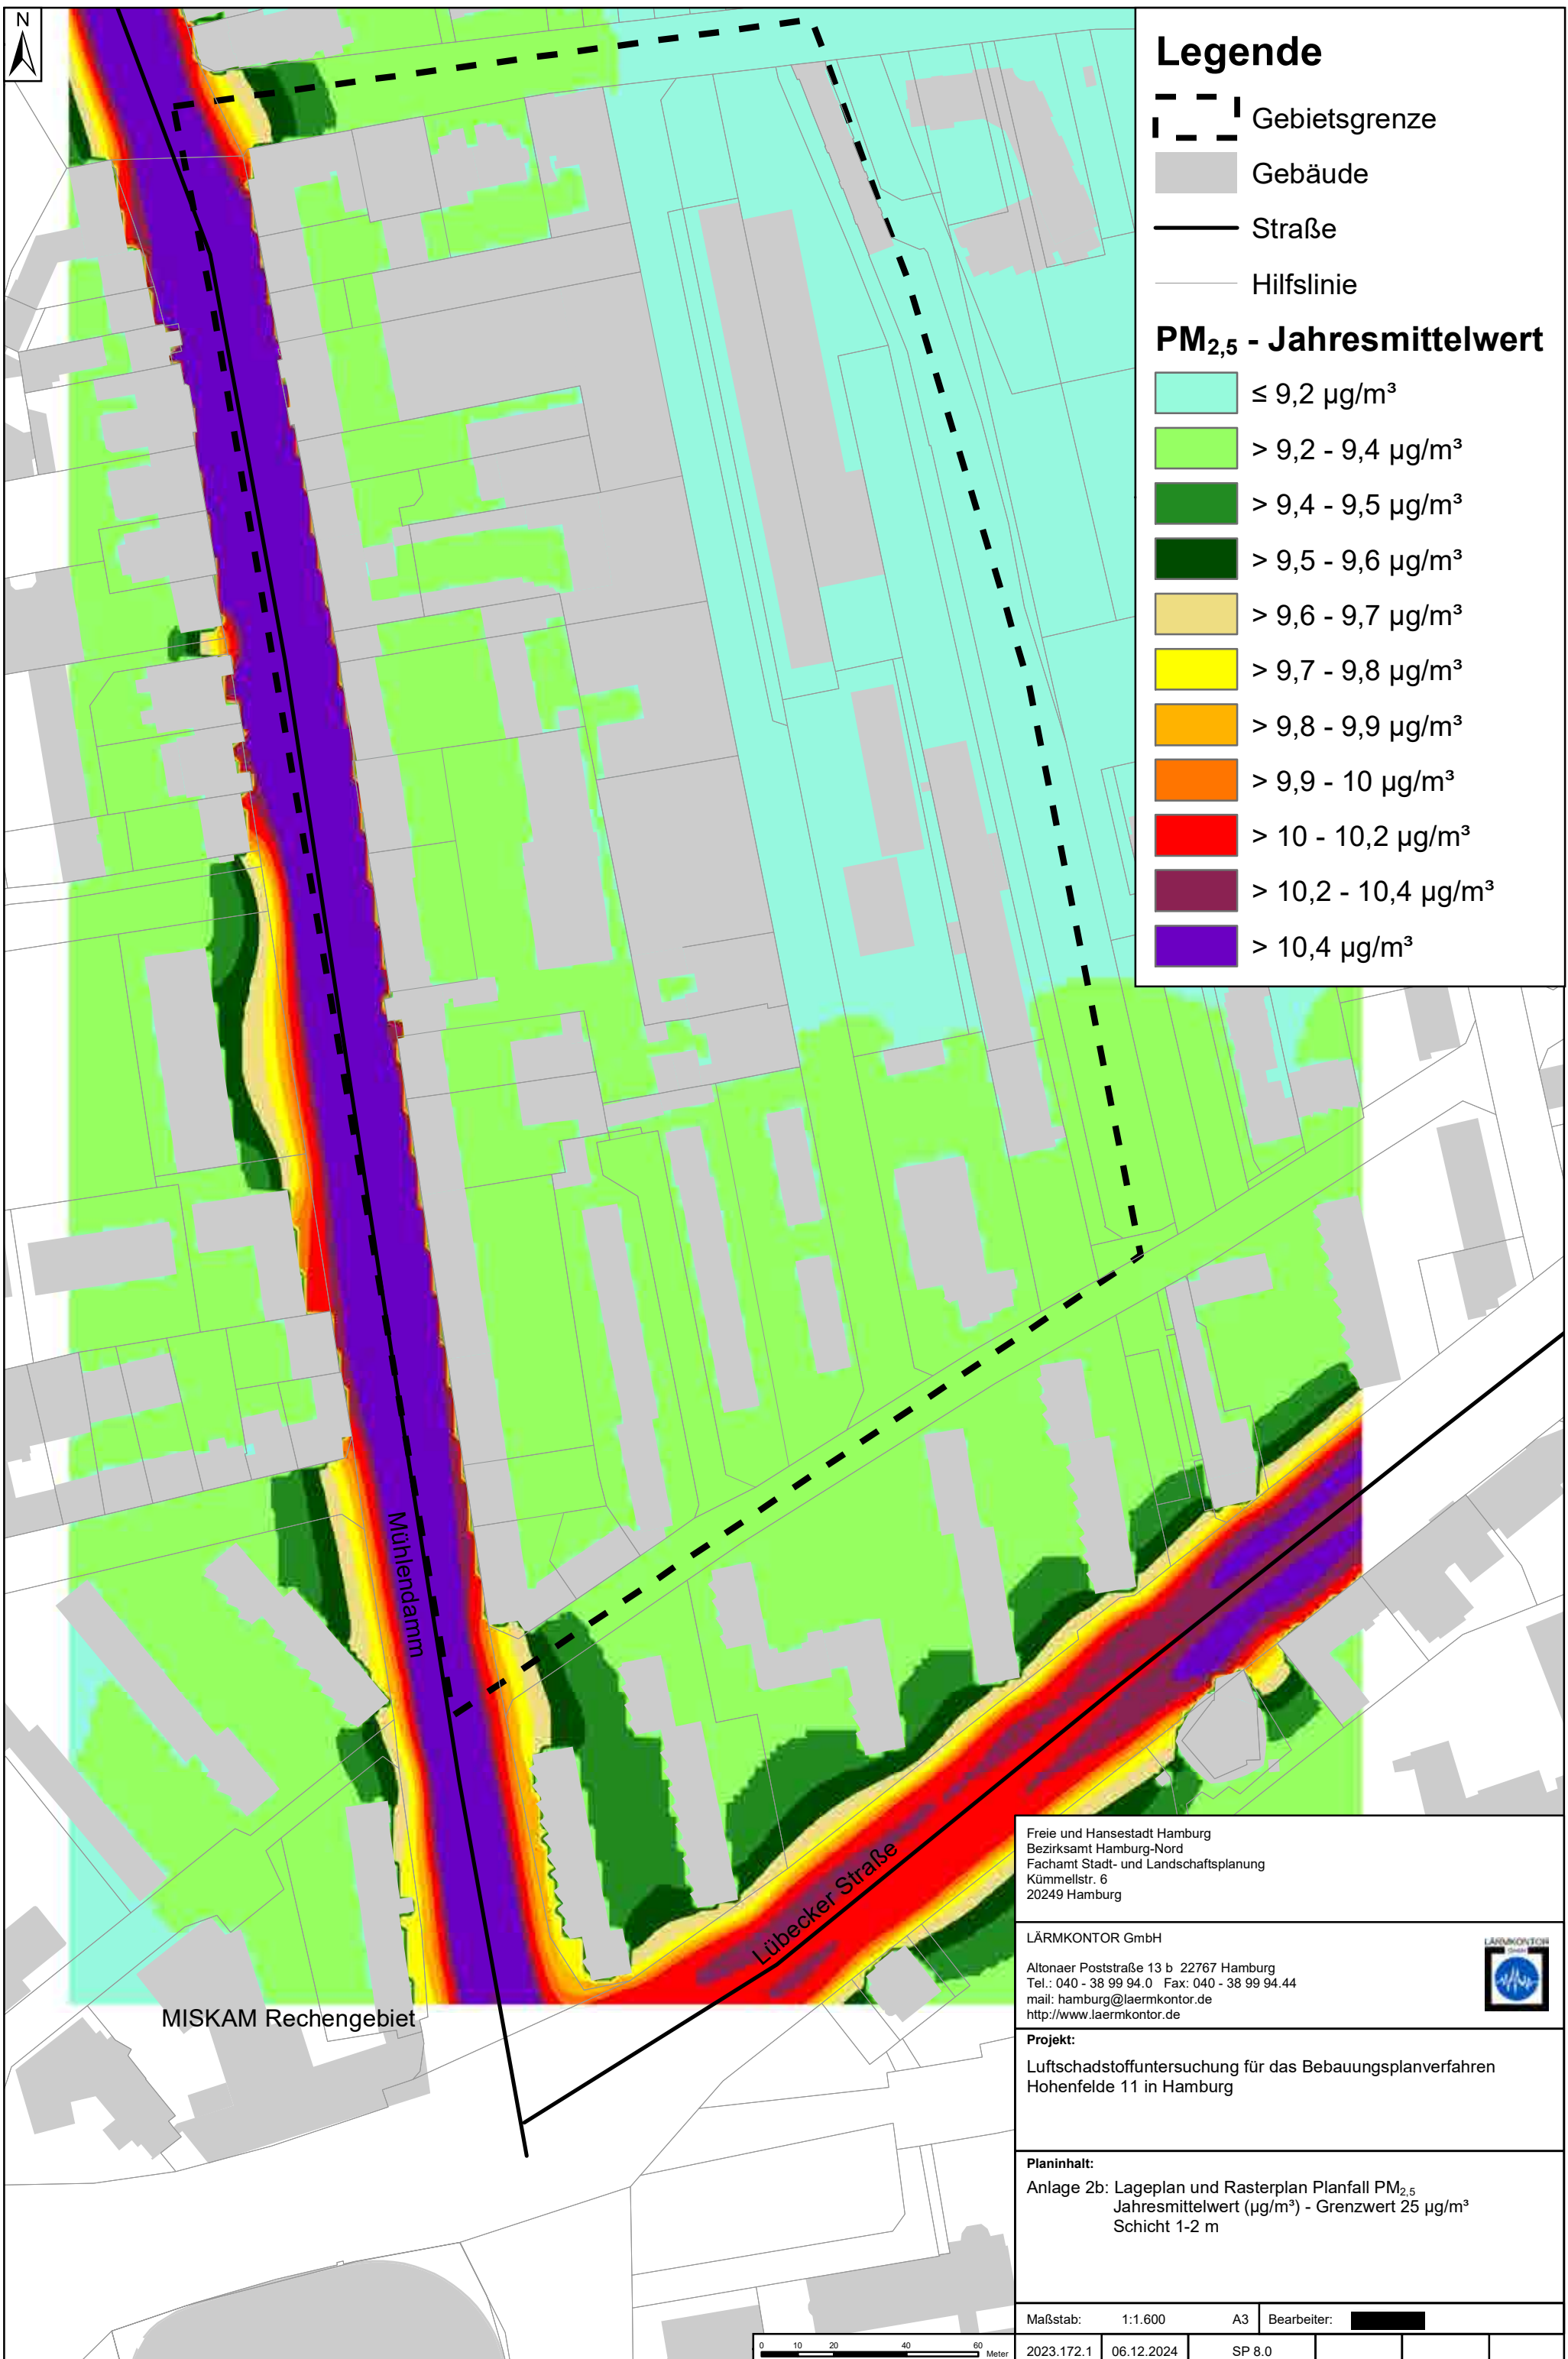 N
Legende
Gebietsgrenze
Gebäude
Straße
Hilfslinie
PM2,5 - Jahresmittelwert
≤ 9,2 µg/m³
> 9,2 - 9,4 µg/m³
> 9,4 - 9,5 µg/m³
> 9,5 - 9,6 µg/m³
> 9,6 - 9,7 µg/m³
> 9,7 - 9,8 µg/m³
> 9,8 - 9,9 µg/m³
> 9,9 - 10 µg/m³
> 10 - 10,2 µg/m³
> 10,2 - 10,4 µg/m³
> 10,4 µg/m³
Mühlendamm
Lübecker Straße
MISKAM Rechengebiet
Freie und Hansestadt Hamburg
Bezirksamt Hamburg-Nord
Fachamt Stadt- und Landschaftsplanung
Kümmellstr. 6
20249 Hamburg
LÄRMKONTOR GmbH
Altonaer Poststraße 13 b 22767 Hamburg
Tel.: 040 - 38 99 94.0 Fax: 040 - 38 99 94.44
mail: hamburg@laermkontor.de
http://www.laermkontor.de
LÄRMKONTOR
GmbH
Projekt:
Luftschadstoffuntersuchung für das Bebauungsplanverfahren
Hohenfelde 11 in Hamburg
Planinhalt:
Anlage 2b: Lageplan und Rasterplan Planfall PM2,5
Jahresmittelwert (µg/m³) - Grenzwert 25 µg/m³
Schicht 1-2 m
Maßstab: 1:1.600 A3 Bearbeiter:
0 10 20 40 60 Meter
2023.172.1 06.12.2024 SP 8.0